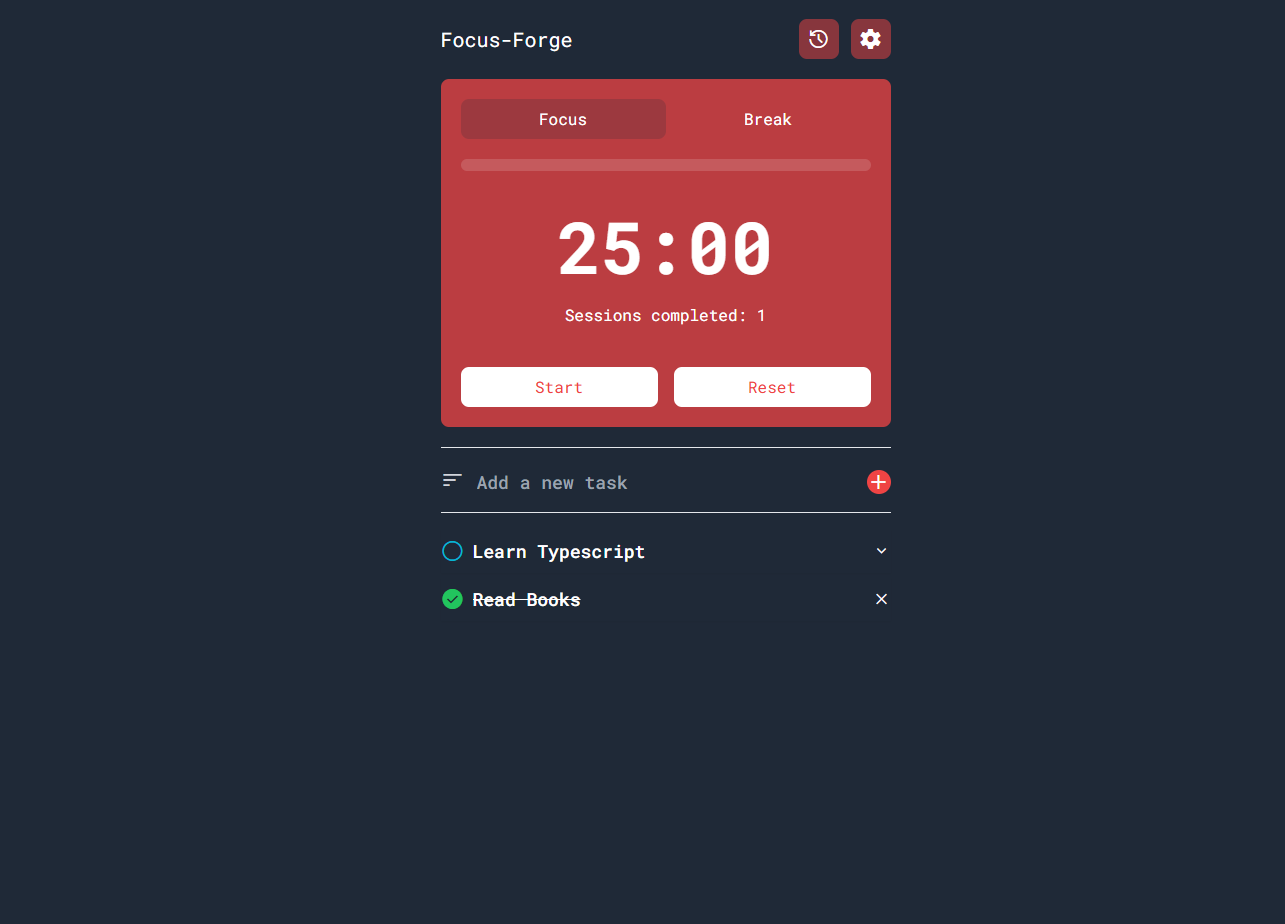 Focus-Forge
Focus Break
25:00
Sessions completed: 1
Start Reset
Add a new task
Learn Typescript
Read Books